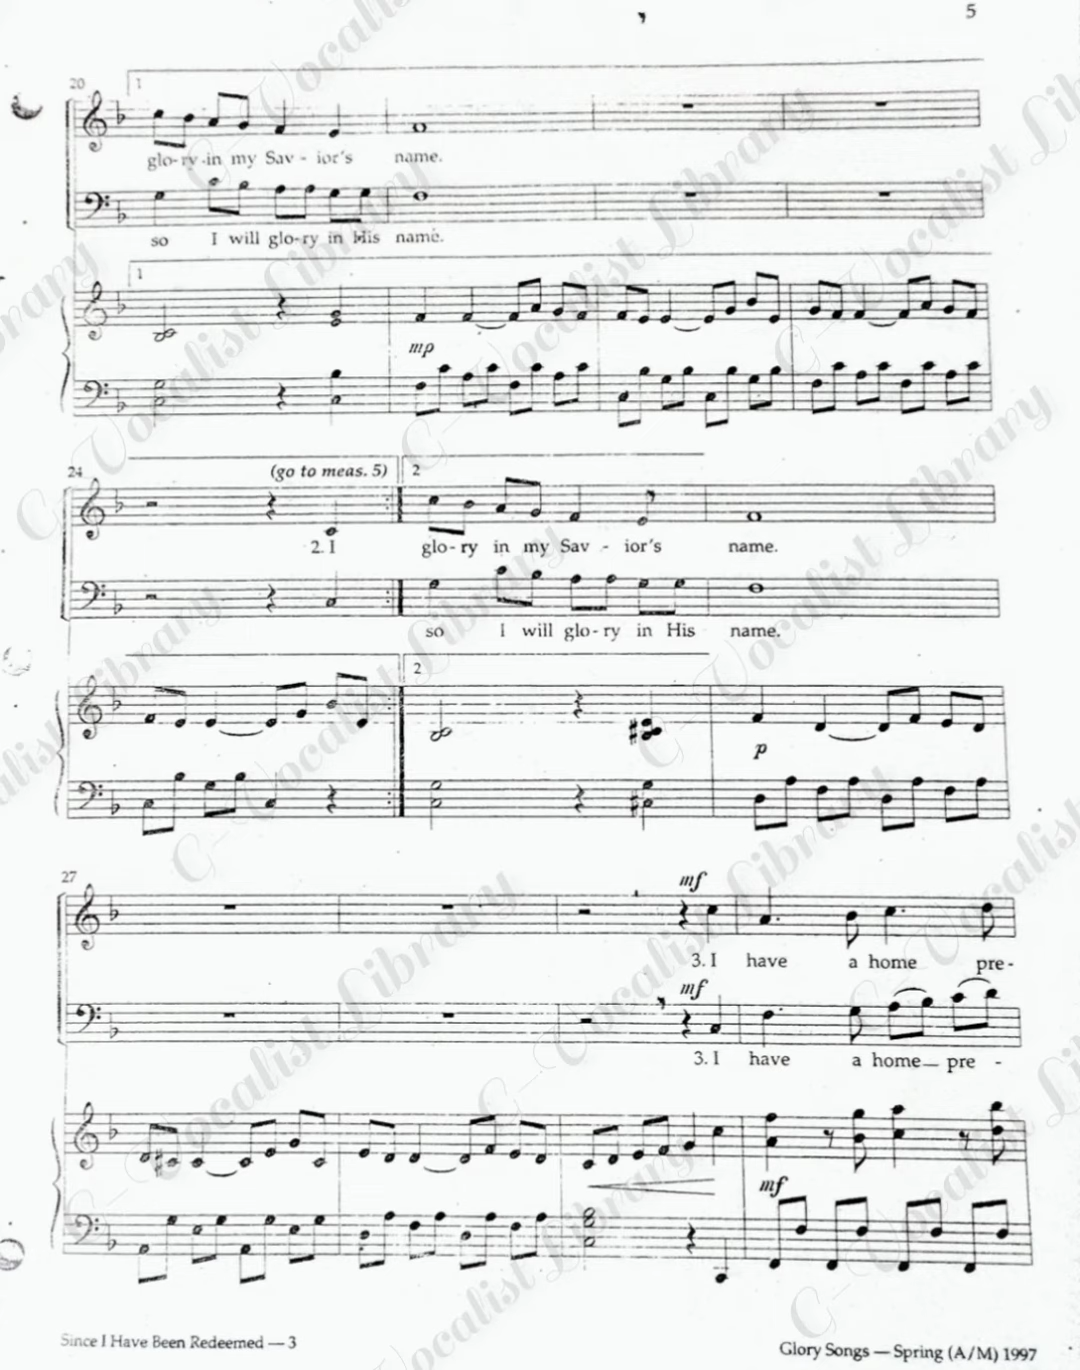 5
20
1
glo-ry in my Sav - ior's name.
so I will glo-ry in His name.
1
mp
24
(go to meas. 5)
2
2. I glo-ry in my Sav - ior's name.
so I will glo-ry in His name.
2
p
27
mf
3. I have a home pre-
mf
3. I have a home— pre -
mf
Since I Have Been Redeemed — 3
Glory Songs — Spring (A/M) 1997
C-Vocalist Library